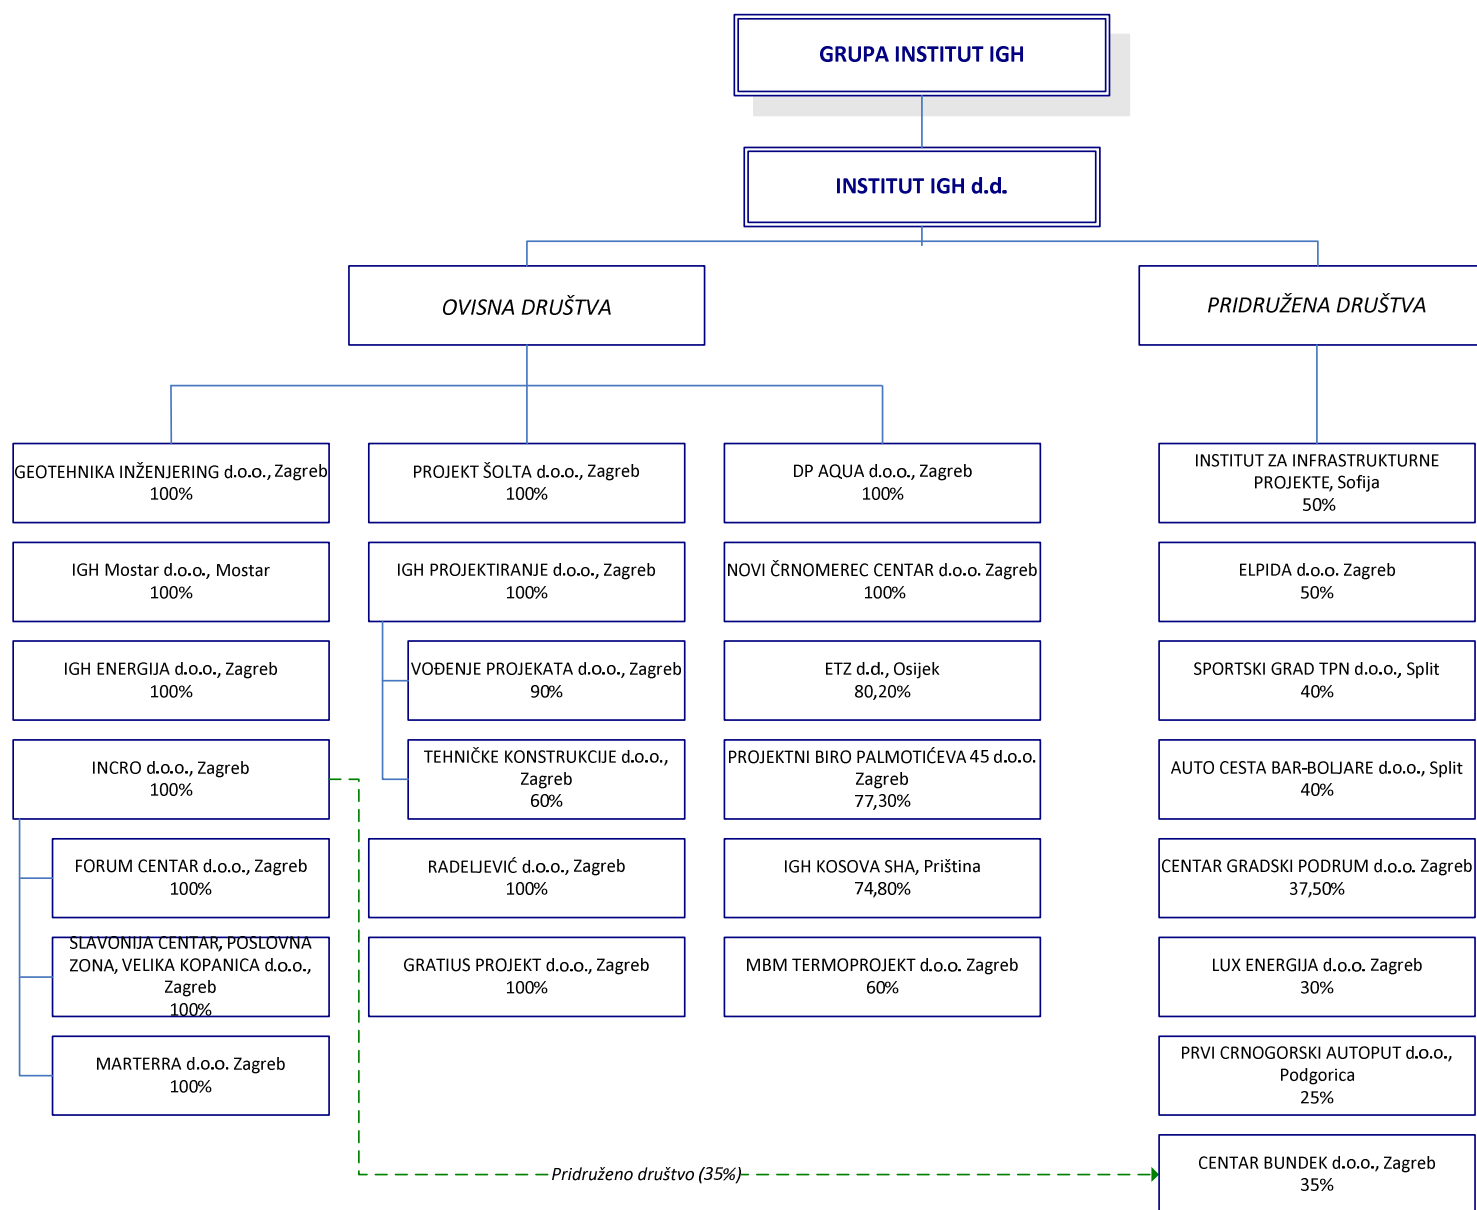 GRUPA INSTITUT IGH
INSTITUT IGH d.d.
OVISNA DRUŠTVA
PRIDRUŽENA DRUŠTVA
GEOTEHNIKA INŽENJERING d.o.o., Zagreb
100%
IGH Mostar d.o.o., Mostar
100%
IGH ENERGIJA d.o.o., Zagreb
100%
INCRO d.o.o., Zagreb
100%
FORUM CENTAR d.o.o., Zagreb
100%
SLAVONIJA CENTAR, POSLOVNA
ZONA, VELIKA KOPANICA d.o.o.,
Zagreb
100%
MARTERRA d.o.o. Zagreb
100%
PROJEKT ŠOLTA d.o.o., Zagreb
100%
IGH PROJEKTIRANJE d.o.o., Zagreb
100%
VOĐENJE PROJEKATA d.o.o., Zagreb
90%
TEHNIČKE KONSTRUKCIJE d.o.o.,
Zagreb
60%
RADELJEVIĆ d.o.o., Zagreb
100%
GRATIUS PROJEKT d.o.o., Zagreb
100%
DP AQUA d.o.o., Zagreb
100%
NOVI ČRNOMEREC CENTAR d.o.o. Zagreb
100%
ETZ d.d., Osijek
80,20%
PROJEKTNI BIRO PALMOTIĆEVA 45 d.o.o.
Zagreb
77,30%
IGH KOSOVA SHA, Priština
74,80%
MBM TERMOPROJEKT d.o.o. Zagreb
60%
INSTITUT ZA INFRASTRUKTURNE
PROJEKTE, Sofija
50%
ELPIDA d.o.o. Zagreb
50%
SPORTSKI GRAD TPN d.o.o., Split
40%
AUTO CESTA BAR-BOLJARE d.o.o., Split
40%
CENTAR GRADSKI PODRUM d.o.o. Zagreb
37,50%
LUX ENERGIJA d.o.o. Zagreb
30%
PRVI CRNOGORSKI AUTOPUT d.o.o.,
Podgorica
25%
CENTAR BUNDEK d.o.o., Zagreb
35%
Pridruženo društvo (35%)